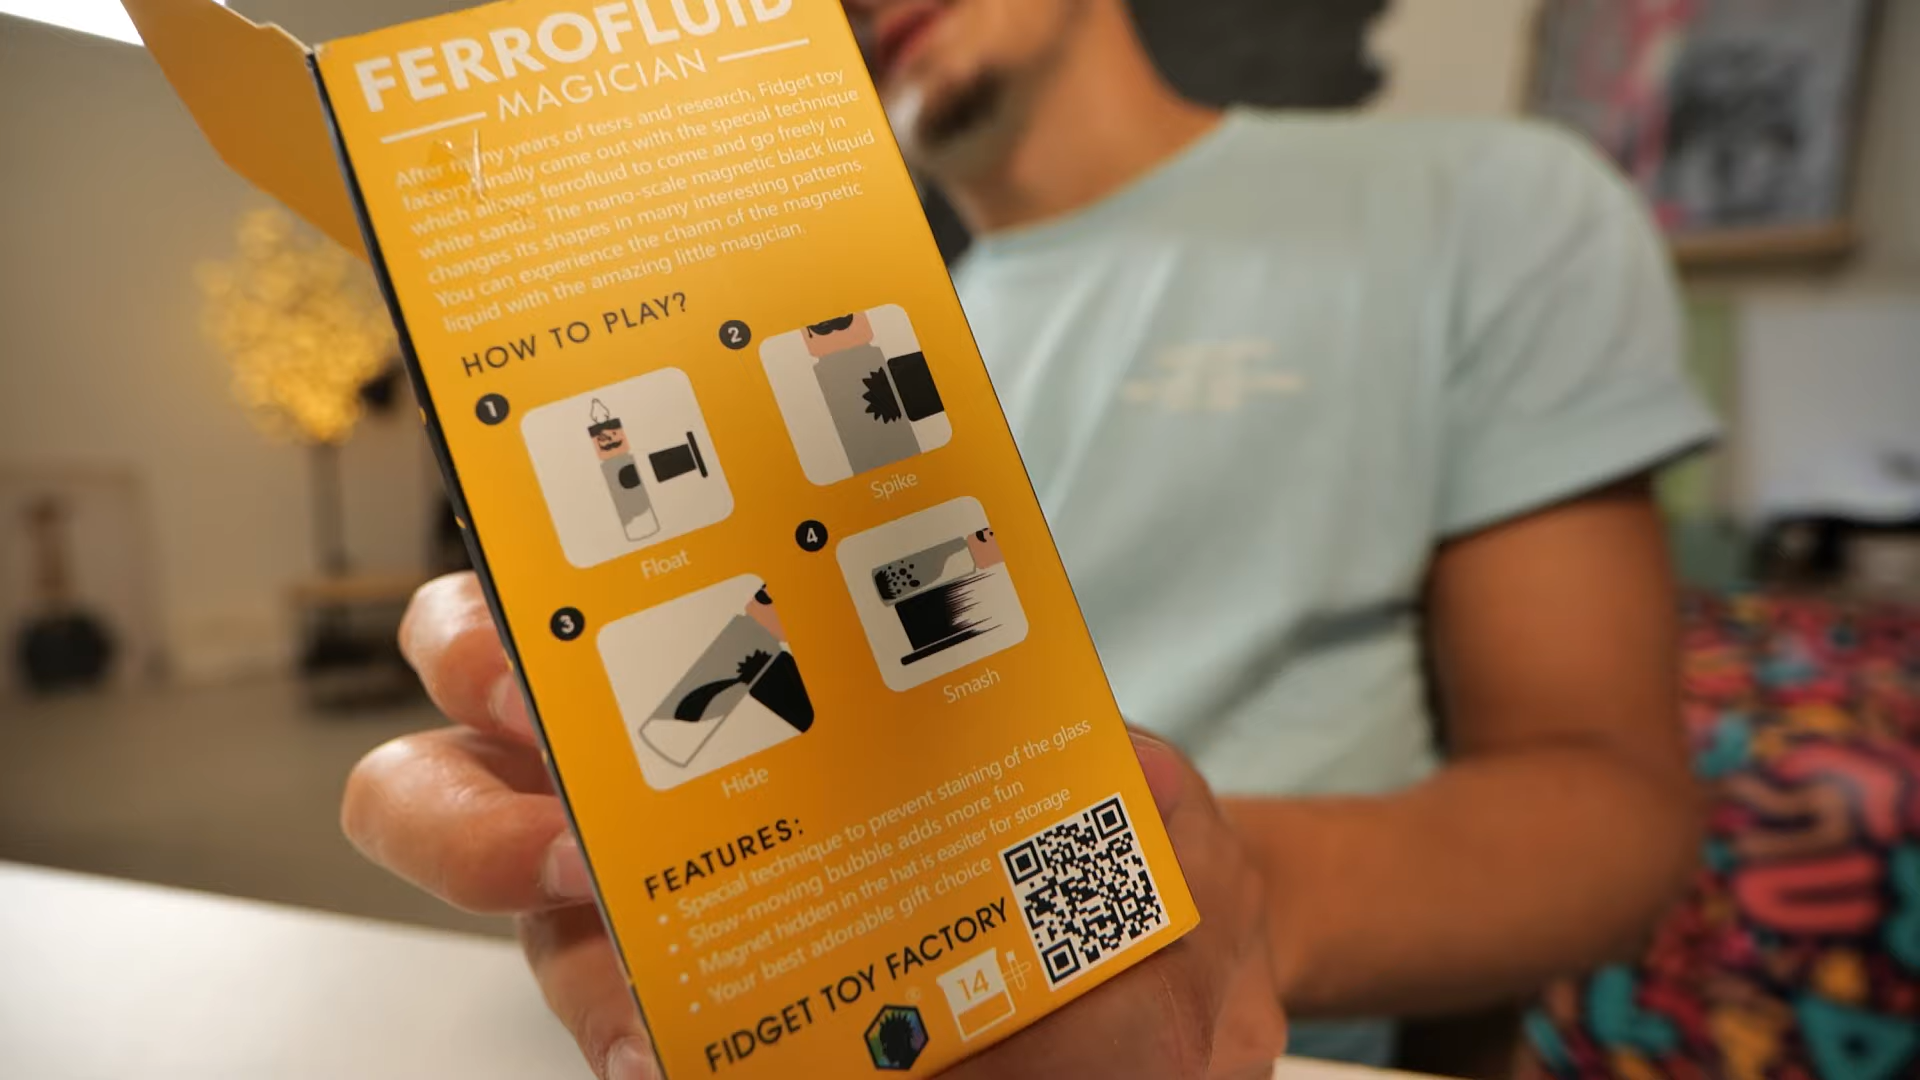 FERROFLUID
MAGICIAN
After many years of tesrs and research, Fidget toy
factory finally came out with the special technique
which allows ferrofluid to come and go freely in
white sands. The nano-scale magnetic black liquid
changes its shapes in many interesting patterns.
You can experience the charm of the magnetic
liquid with the amazing little magician.
HOW TO PLAY?
1
Float
2
Spike
3
Hide
4
Smash
FEATURES:
• Special technique to prevent staining of the glass
• Slow-moving bubble adds more fun
• Magnet hidden in the hat is easiter for storage
• Your best adorable gift choice
FIDGET TOY FACTORY
®
14+